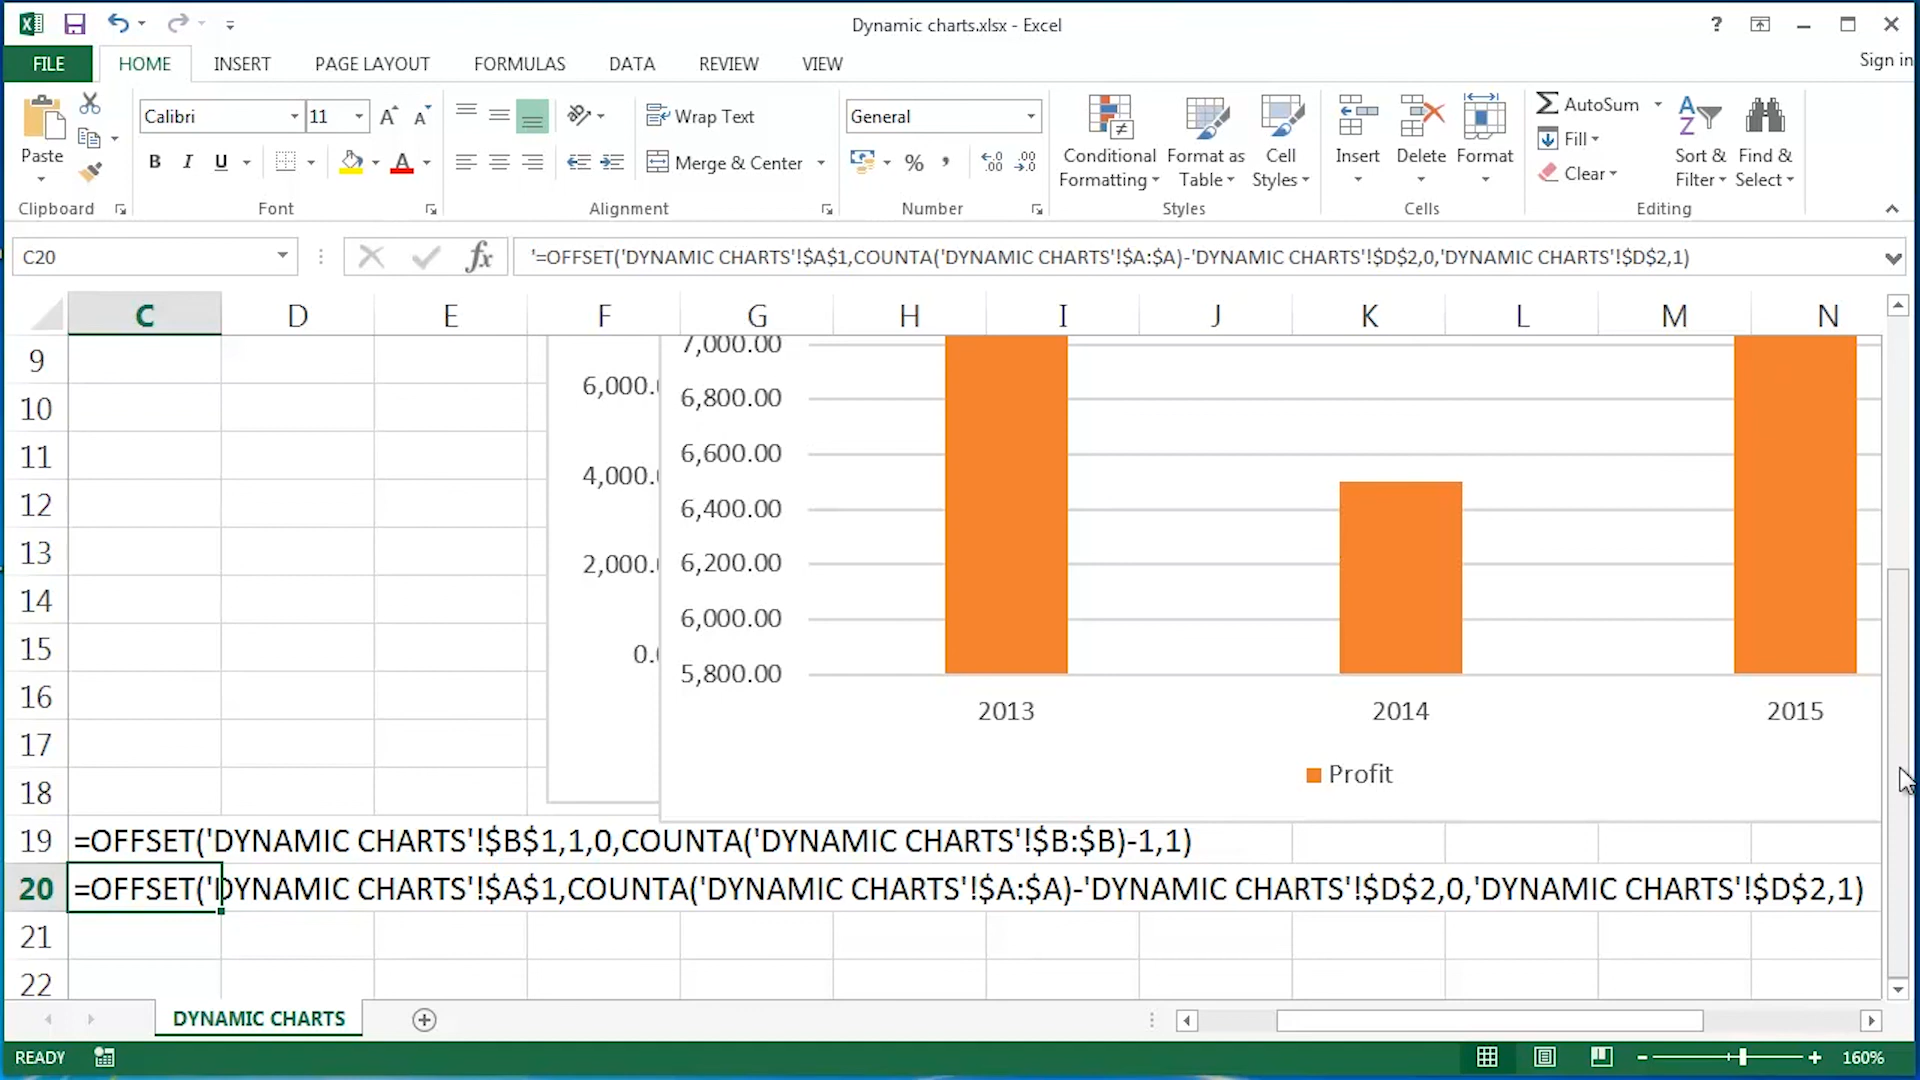 Dynamic charts.xlsx - Excel
?
FILE HOME INSERT PAGE LAYOUT FORMULAS DATA REVIEW VIEW Sign in
Paste
Clipboard
Calibri 11
B I U
Font
Wrap Text
Merge & Center
Alignment
General
%
Number
Conditional Formatting
Format as Table
Cell Styles
Styles
Insert Delete Format
Cells
AutoSum
Fill
Clear
Sort & Filter
Find & Select
Editing
C20 fx '=OFFSET('DYNAMIC CHARTS'!$A$1,COUNTA('DYNAMIC CHARTS'!$A:$A)-'DYNAMIC CHARTS'!$D$2,0,'DYNAMIC CHARTS'!$D$2,1)
C D E F G H I J K L M N
9
10
11
12
13
14
15
16
17
18
6,000.
4,000.
2,000.
0.
7,000.00
6,800.00
6,600.00
6,400.00
6,200.00
6,000.00
5,800.00
2013 2014 2015
Profit
19 =OFFSET('DYNAMIC CHARTS'!$B$1,1,0,COUNTA('DYNAMIC CHARTS'!$B:$B)-1,1)
20 =OFFSET('DYNAMIC CHARTS'!$A$1,COUNTA('DYNAMIC CHARTS'!$A:$A)-'DYNAMIC CHARTS'!$D$2,0,'DYNAMIC CHARTS'!$D$2,1)
21
22
DYNAMIC CHARTS
READY 160%